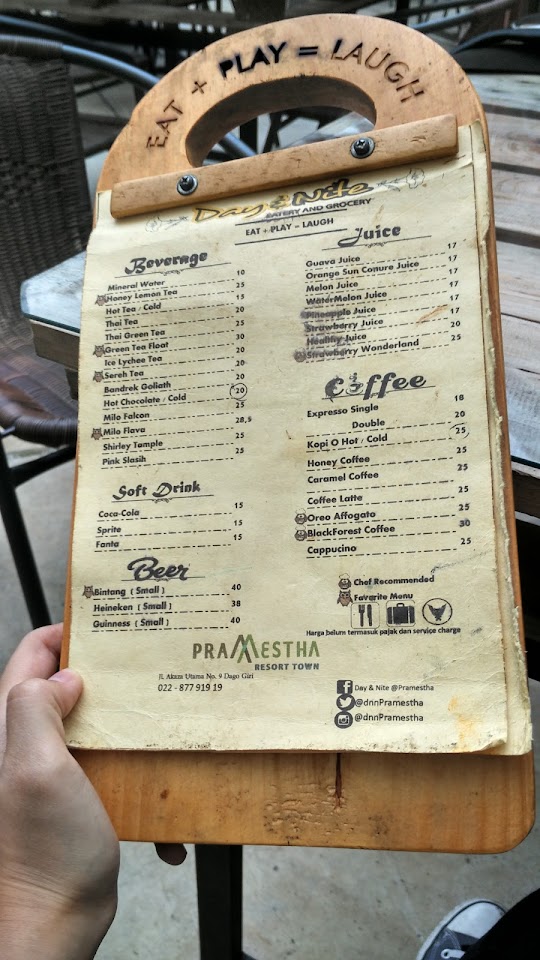 EAT + PLAY = LAUGH
Day & Nite
EATERY AND GROCERY
EAT + PLAY = LAUGH
Beverage
Mineral Water 10
Honey Lemon Tea 25
Hot Tea / Cold 15
Thai Tea 20
Thai Green Tea 25
Green Tea Float 30
Ice Lychee Tea 20
Sereh Tea 20
Bandrek Goliath 20
Hot Chocolate / Cold 20
Milo Falcon 25
Milo Flava 28,5
Shirley Tample 25
Pink Slasih 25
Soft Drink
Coca-Cola 15
Sprite 15
Fanta 15
Beer
Bintang ( Small ) 40
Heineken ( Small ) 38
Guinness ( Small ) 40
Juice
Guava Juice 17
Orange Sun Conure Juice 17
Melon Juice 17
WaterMelon Juice 17
Pineapple Juice 17
Strawberry Juice 17
Healthy Juice 20
Strawberry Wonderland 25
Coffee
Expresso Single 18
Double 20
Kopi O Hot / Cold 25
Honey Coffee 25
Caramel Coffee 25
Coffee Latte 25
Oreo Affogato 25
BlackForest Coffee 30
Cappucino 25
Chef Recommended
Favorite Menu
Harga belum termasuk pajak dan service charge
PRAMESTHA
RESORT TOWN
Jl. Akasa Utama No. 9 Dago Giri
022 - 877 919 19
Day & Nite @Pramestha
@dnnPramestha
@dnnPramestha